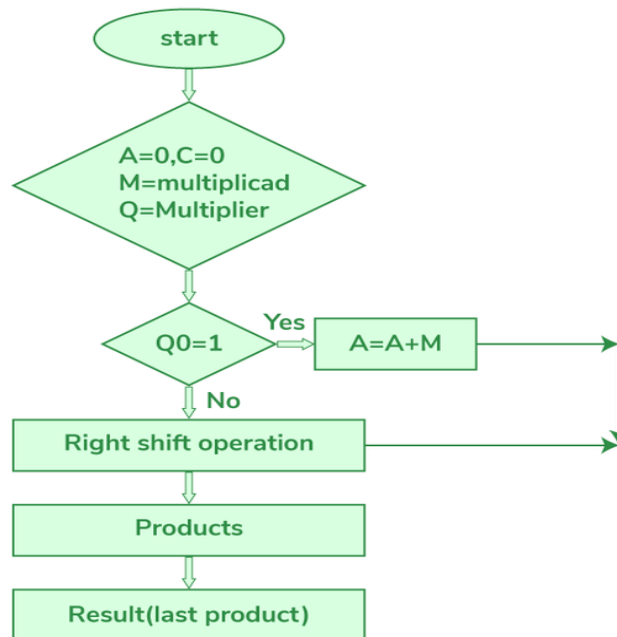 start
A=0,C=0
M=multiplicad
Q=Multiplier
Q0=1
Yes
A=A+M
No
Right shift operation
Products
Result(last product)